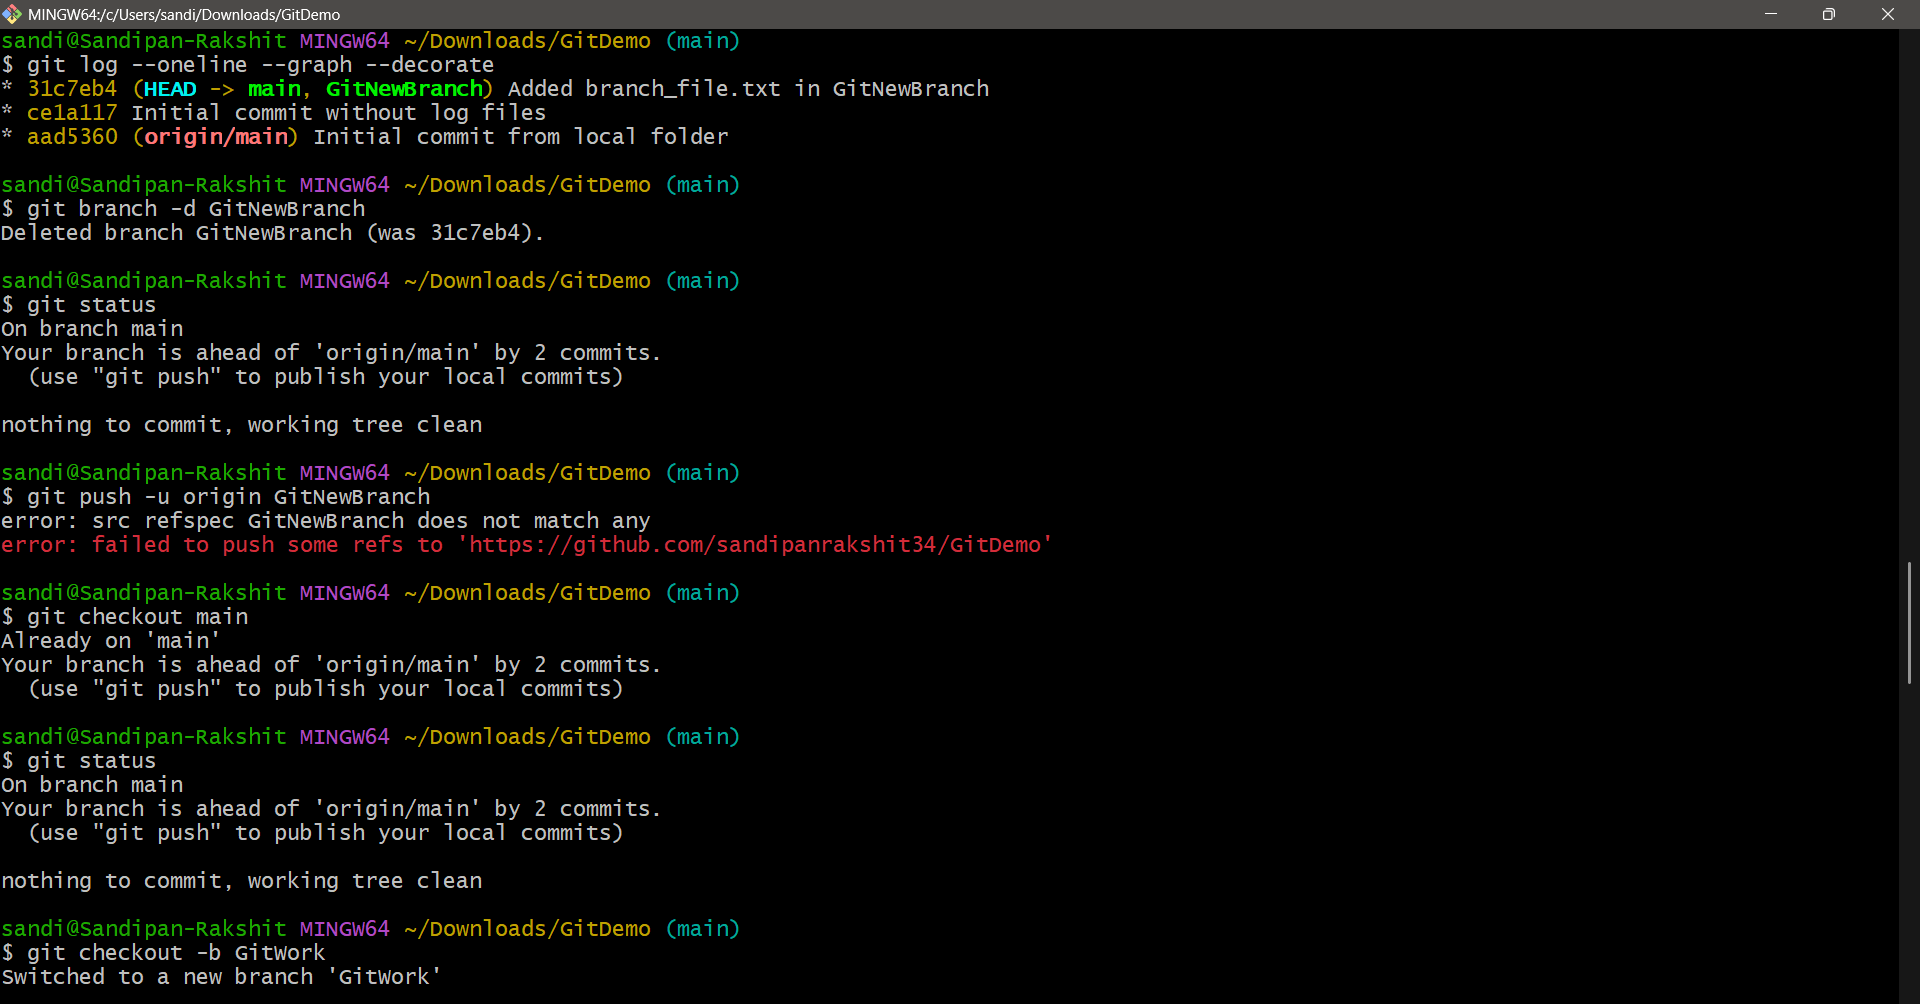 MINGW64:/c/Users/sandi/Downloads/GitDemo
sandi@Sandipan-Rakshit MINGW64 ~/Downloads/GitDemo (main)
$ git log --oneline --graph --decorate
* 31c7eb4 (HEAD -> main, GitNewBranch) Added branch_file.txt in GitNewBranch
* ce1a117 Initial commit without log files
* aad5360 (origin/main) Initial commit from local folder
sandi@Sandipan-Rakshit MINGW64 ~/Downloads/GitDemo (main)
$ git branch -d GitNewBranch
Deleted branch GitNewBranch (was 31c7eb4).
sandi@Sandipan-Rakshit MINGW64 ~/Downloads/GitDemo (main)
$ git status
On branch main
Your branch is ahead of 'origin/main' by 2 commits.
  (use "git push" to publish your local commits)
nothing to commit, working tree clean
sandi@Sandipan-Rakshit MINGW64 ~/Downloads/GitDemo (main)
$ git push -u origin GitNewBranch
error: src refspec GitNewBranch does not match any
error: failed to push some refs to 'https://github.com/sandipanrakshit34/GitDemo'
sandi@Sandipan-Rakshit MINGW64 ~/Downloads/GitDemo (main)
$ git checkout main
Already on 'main'
Your branch is ahead of 'origin/main' by 2 commits.
  (use "git push" to publish your local commits)
sandi@Sandipan-Rakshit MINGW64 ~/Downloads/GitDemo (main)
$ git status
On branch main
Your branch is ahead of 'origin/main' by 2 commits.
  (use "git push" to publish your local commits)
nothing to commit, working tree clean
sandi@Sandipan-Rakshit MINGW64 ~/Downloads/GitDemo (main)
$ git checkout -b GitWork
Switched to a new branch 'GitWork'